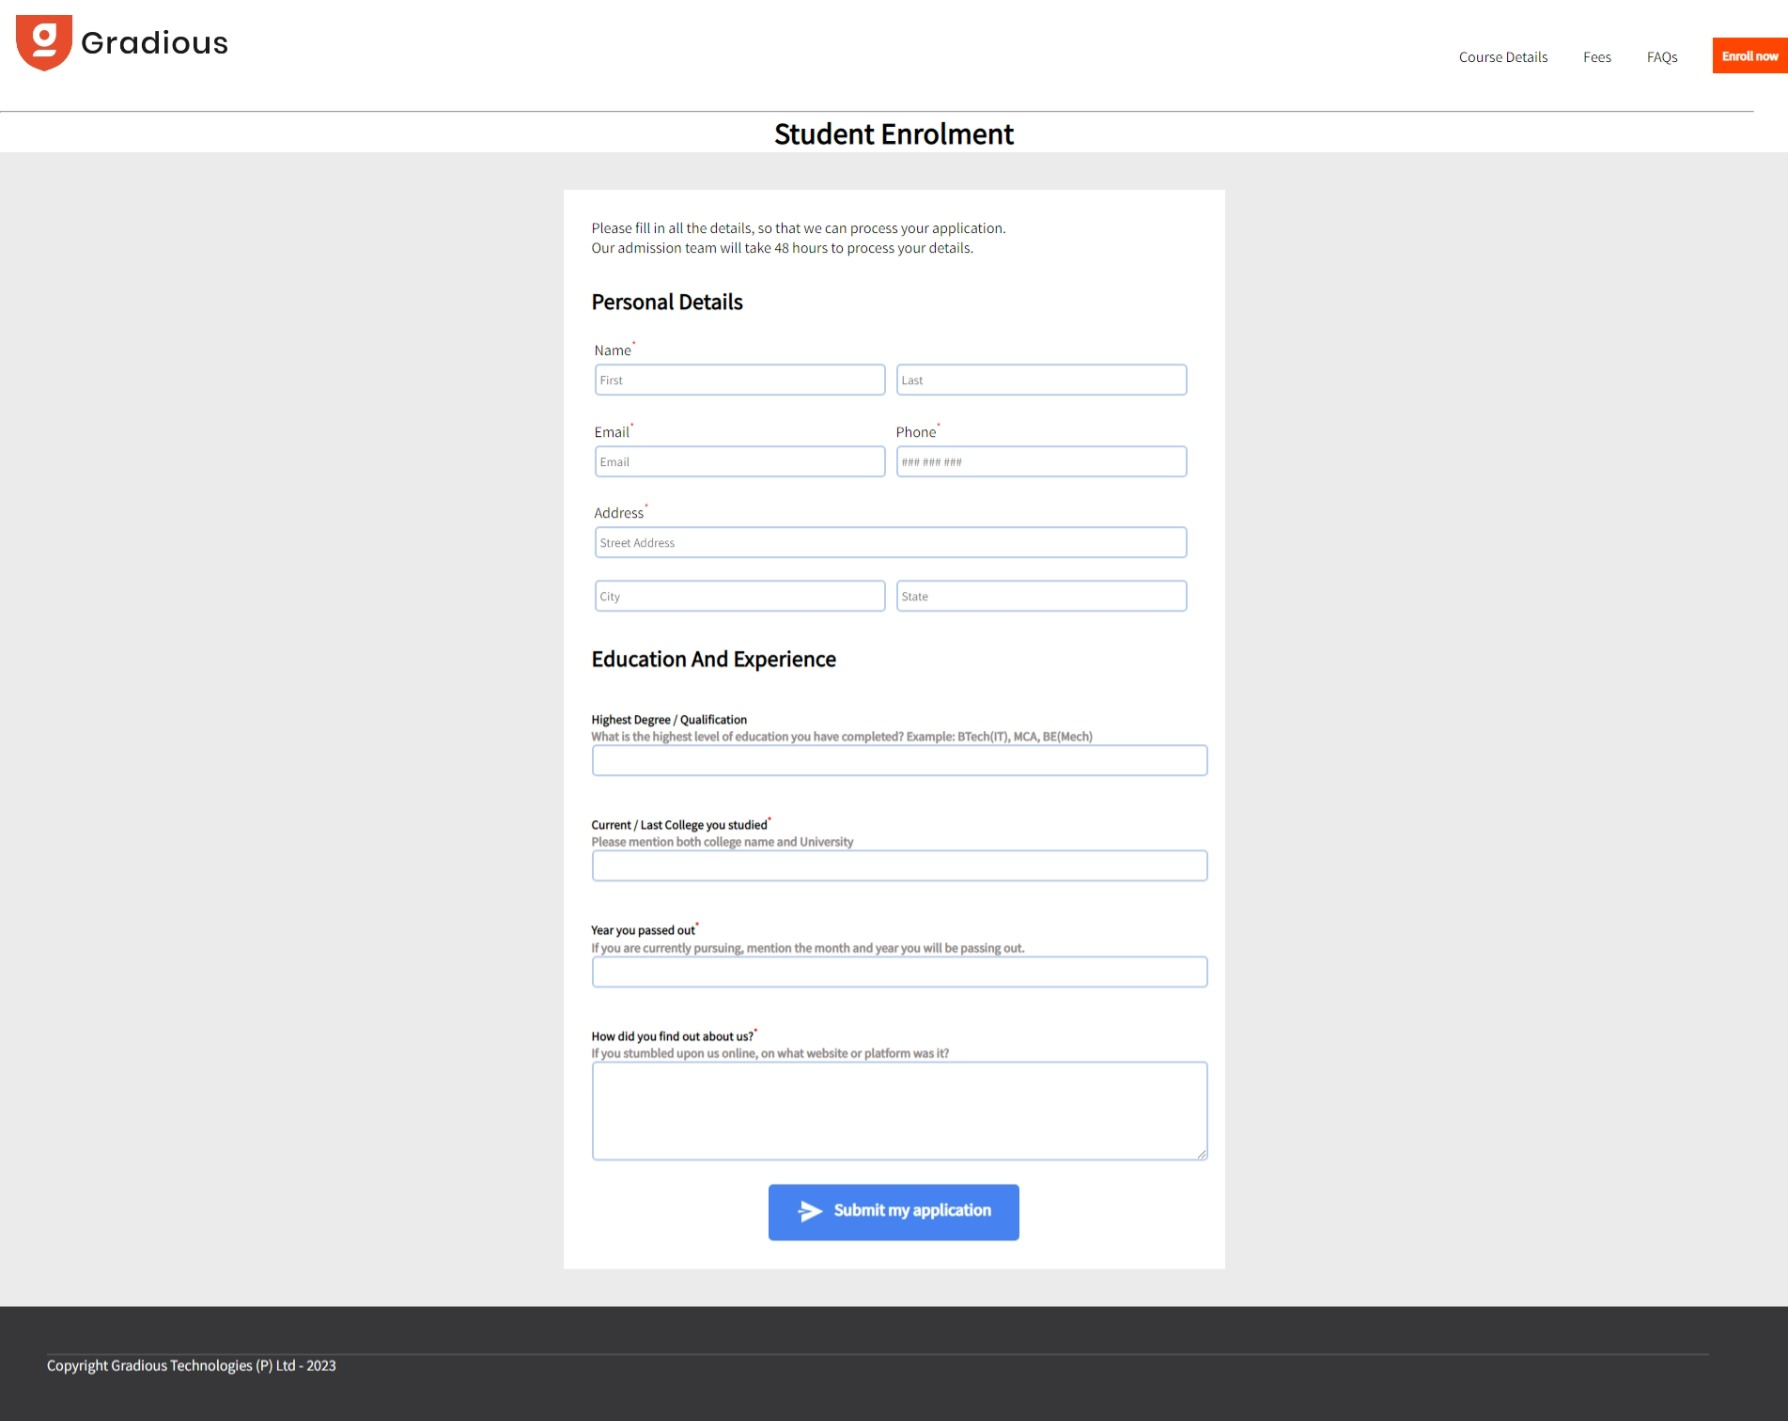 Gradious
Course Details Fees FAQs Enroll now
Student Enrolment
Please fill in all the details, so that we can process your application.
Our admission team will take 48 hours to process your details.
Personal Details
Name*
First Last
Email* Phone*
Email ### ### ###
Address*
Street Address
City State
Education And Experience
Highest Degree / Qualification
What is the highest level of education you have completed? Example: BTech(IT), MCA, BE(Mech)
Current / Last College you studied*
Please mention both college name and University
Year you passed out*
If you are currently pursuing, mention the month and year you will be passing out.
How did you find out about us?*
If you stumbled upon us online, on what website or platform was it?
Submit my application
Copyright Gradious Technologies (P) Ltd - 2023